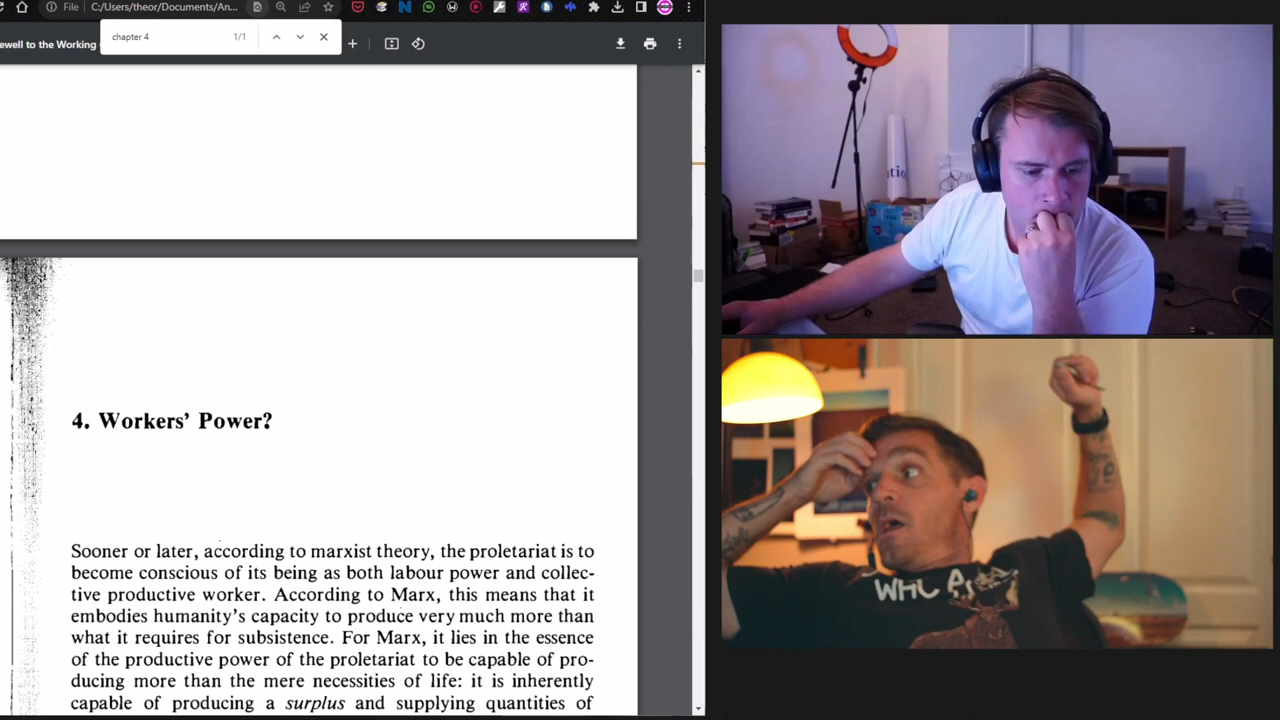 File
C:/Users/theor/Documents/An...
ewell to the Working
chapter 4
1/1
4. Workers' Power?
Sooner or later, according to marxist theory, the proletariat is to
become conscious of its being as both labour power and collec-
tive productive worker. According to Marx, this means that it
embodies humanity's capacity to produce very much more than
what it requires for subsistence. For Marx, it lies in the essence
of the productive power of the proletariat to be capable of pro-
ducing more than the mere necessities of life: it is inherently
capable of producing a surplus and supplying quantities of